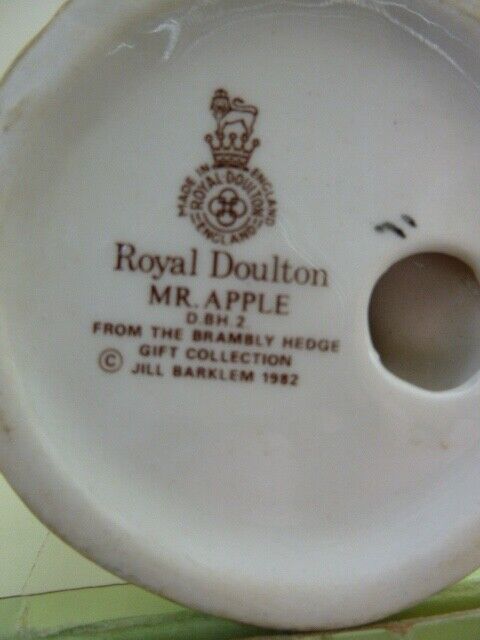 MADE IN ENGLAND
ROYAL DOULTON
ENGLAND
Royal Doulton
MR. APPLE
D.BH.2
FROM THE BRAMBLY HEDGE
GIFT COLLECTION
© JILL BARKLEM 1982